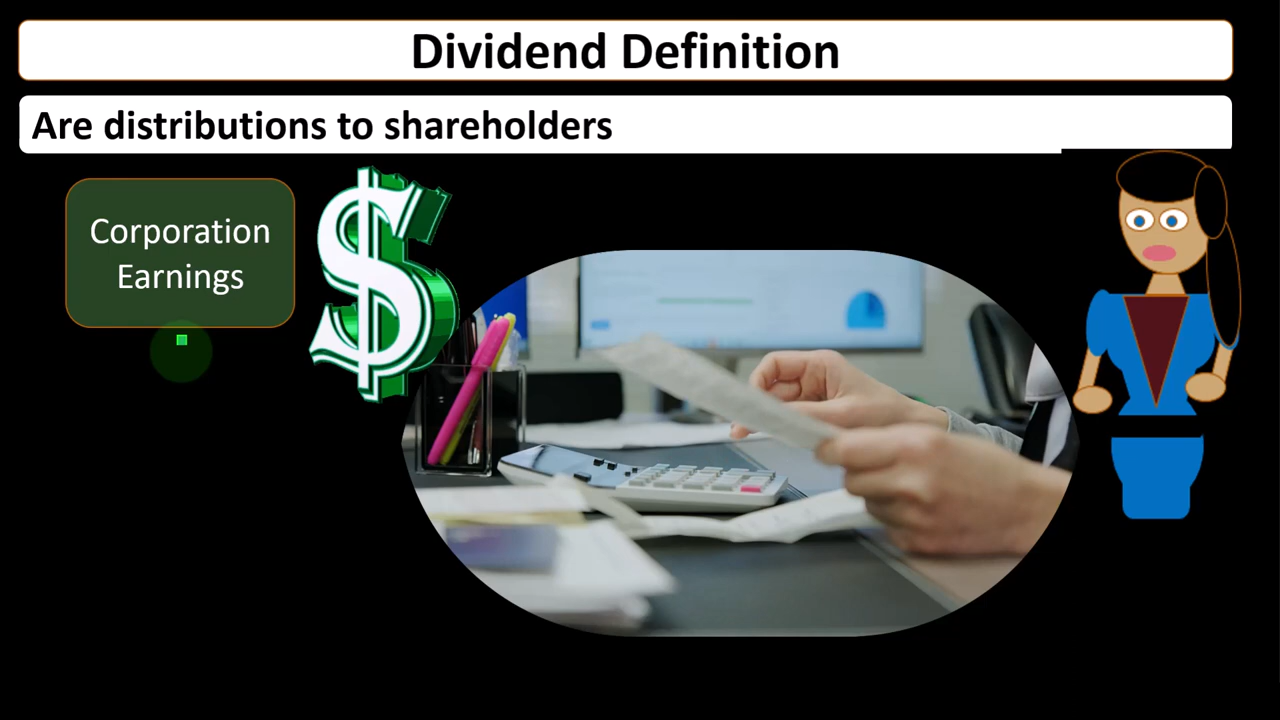 Dividend Definition
Are distributions to shareholders
Corporation
Earnings
$